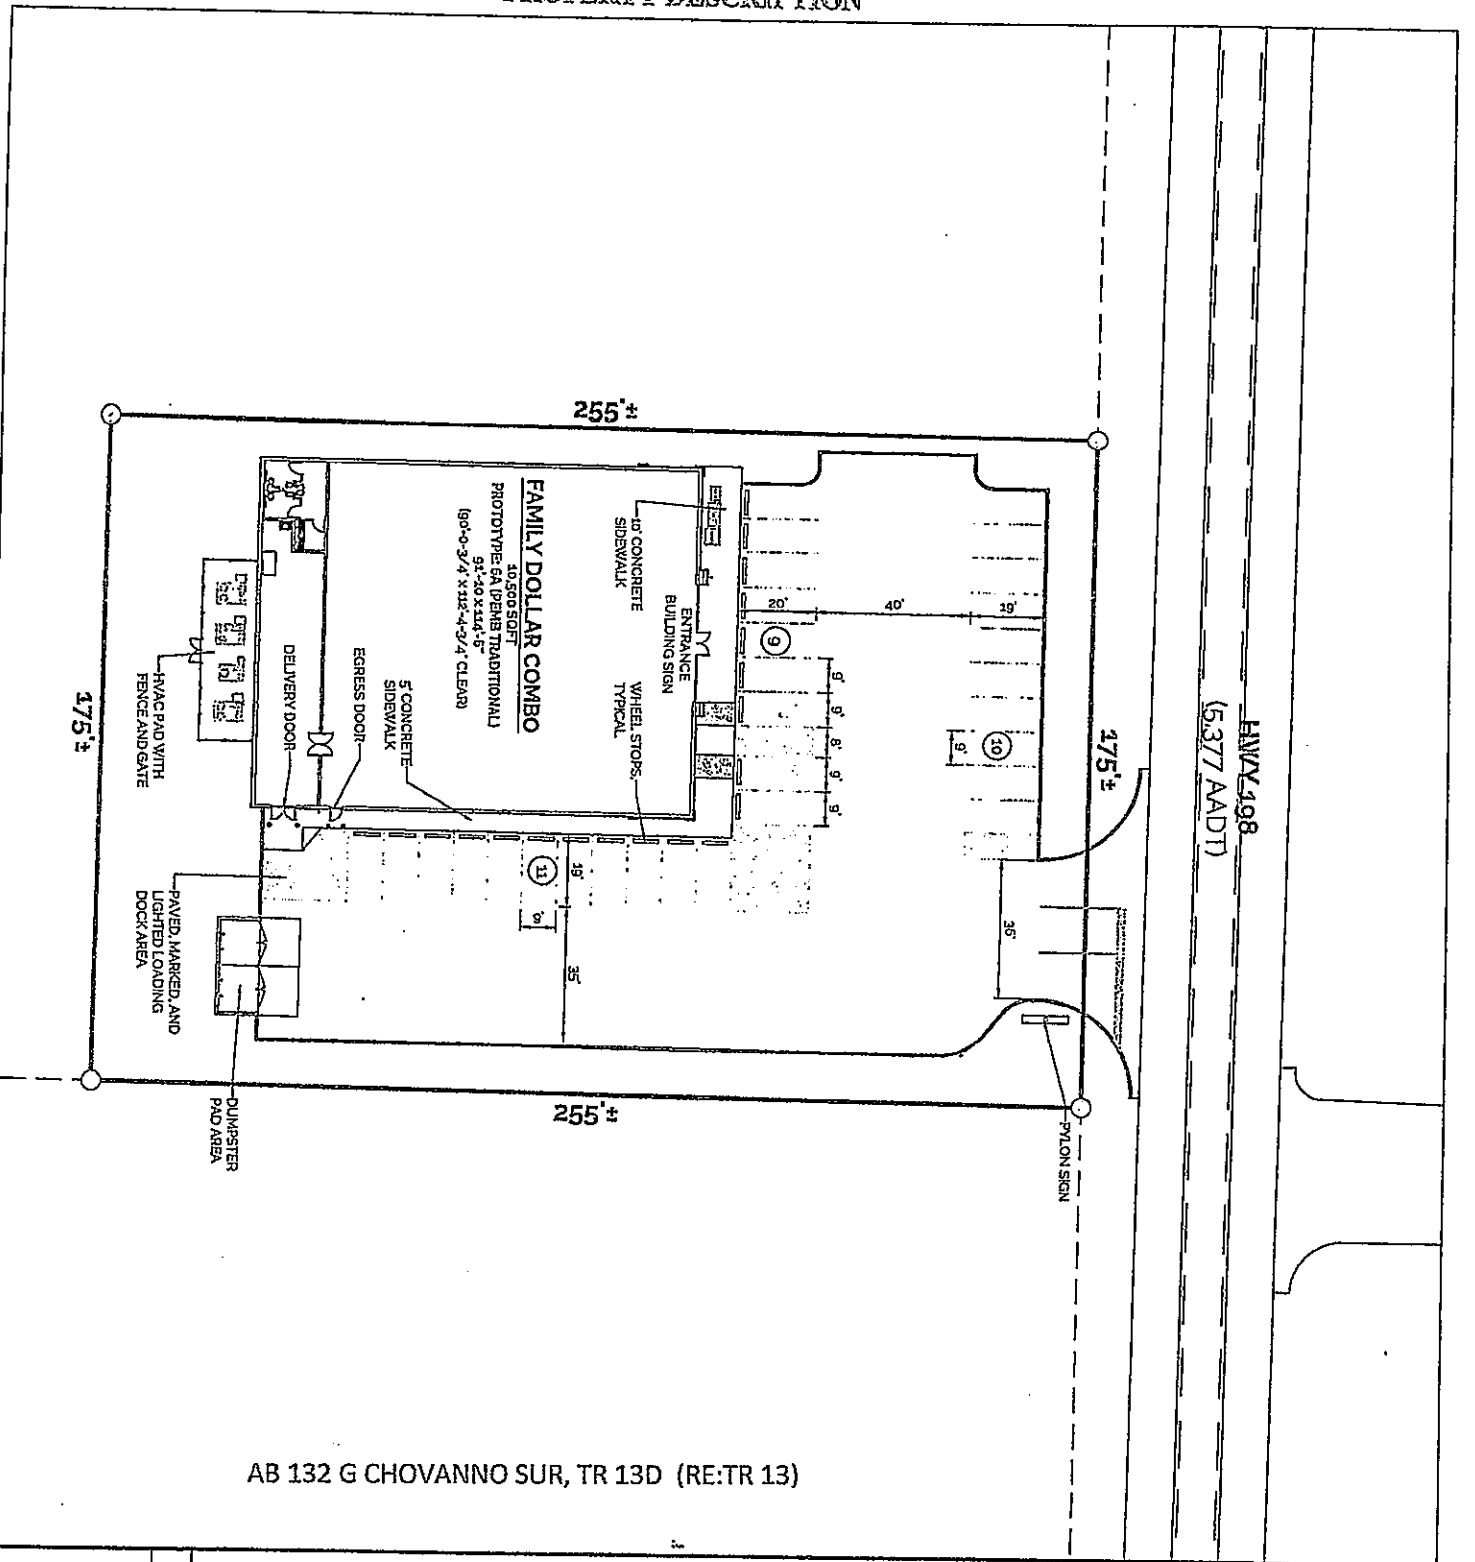 PROPERTY DESCRIPTION
HWY 198
(5,377 AADT)
175'±
255'±
255'±
175'±
FAMILY DOLLAR COMBO
10,500 SQFT
PROTOTYPE: 6A (PEMB TRADITIONAL)
91'-10 X 114'-6"
(90'-0-3/4" X 112'-4-3/4" CLEAR)
10' CONCRETE
SIDEWALK
ENTRANCE
BUILDING SIGN
WHEEL STOPS,
TYPICAL
5' CONCRETE
SIDEWALK
EGRESS DOOR
DELIVERY DOOR
HVAC PAD WITH
FENCE AND GATE
PAVED, MARKED, AND
LIGHTED LOADING
DOCK AREA
DUMPSTER
PAD AREA
PYLON SIGN
20'
40'
19'
9
10
11
9'
9'
8'
9'
9'
9'
19'
9'
35'
AB 132 G CHOVANNO SUR, TR 13D (RE:TR 13)